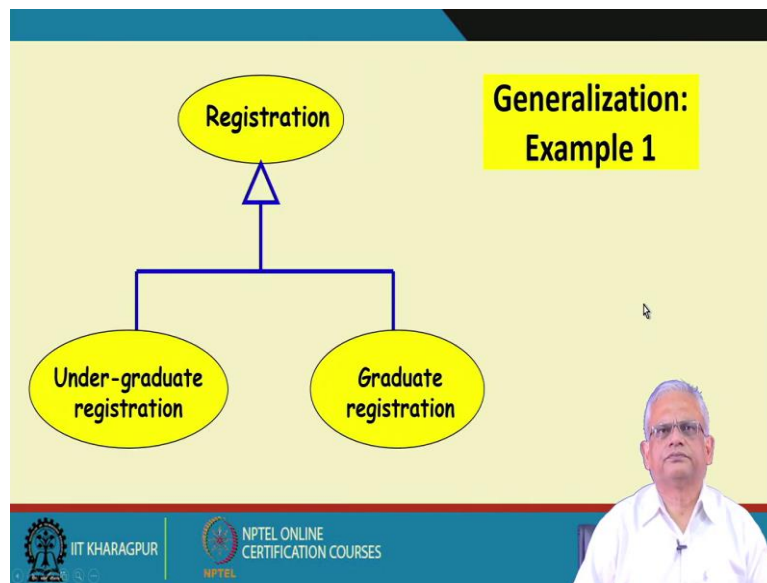 Registration
Generalization:
Example 1
Under-graduate
registration
Graduate
registration
IIT KHARAGPUR
NPTEL
NPTEL ONLINE
CERTIFICATION COURSES